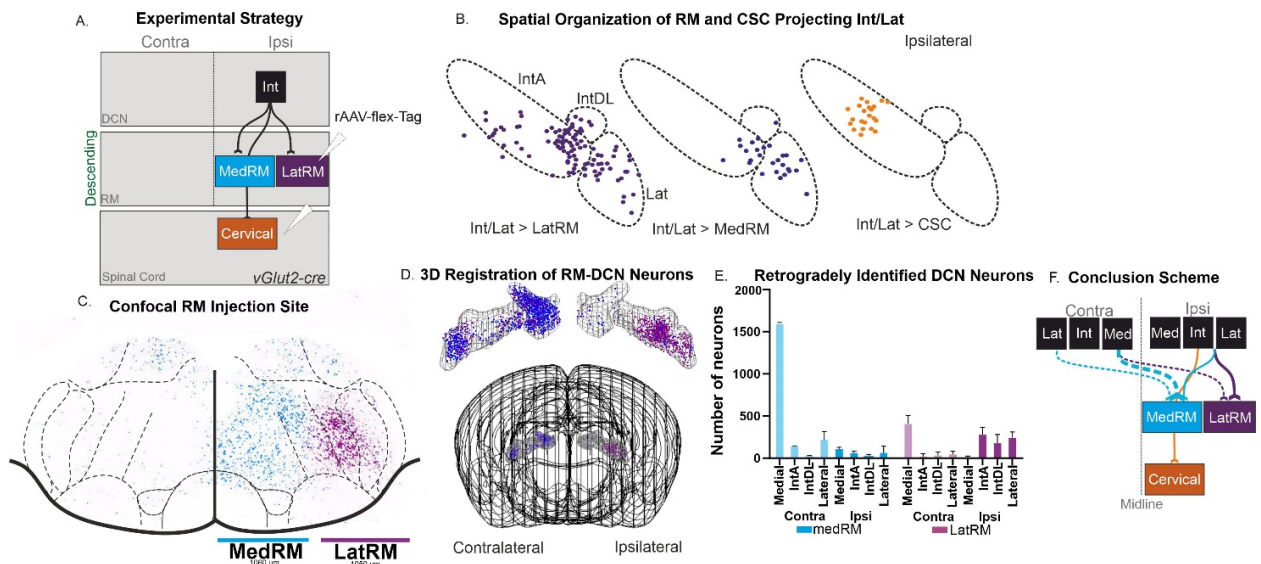 A.
Experimental Strategy
Contra
Ipsi
Int
DCN
rAAV-flex-Tag
Descending
MedRM
LatRM
RM
Cervical
Spinal Cord
vGlut2-cre
B.
Spatial Organization of RM and CSC Projecting Int/Lat
Ipsilateral
IntA
IntDL
Lat
Int/Lat > LatRM
Int/Lat > MedRM
Int/Lat > CSC
C.
Confocal RM Injection Site
MedRM
1060 µm
LatRM
1050 µm
D.
3D Registration of RM-DCN Neurons
Contralateral
Ipsilateral
E.
Retrogradely Identified DCN Neurons
Number of neurons
2000
1500
1000
500
0
Medial
IntA
IntDL
Lateral
Medial
IntA
IntDL
Lateral
Medial
IntA
IntDL
Lateral
Medial
IntA
IntDL
Lateral
Contra
Ipsi
Contra
Ipsi
medRM
LatRM
F.
Conclusion Scheme
Contra
Ipsi
Lat
Int
Med
Med
Int
Lat
MedRM
LatRM
Cervical
Midline